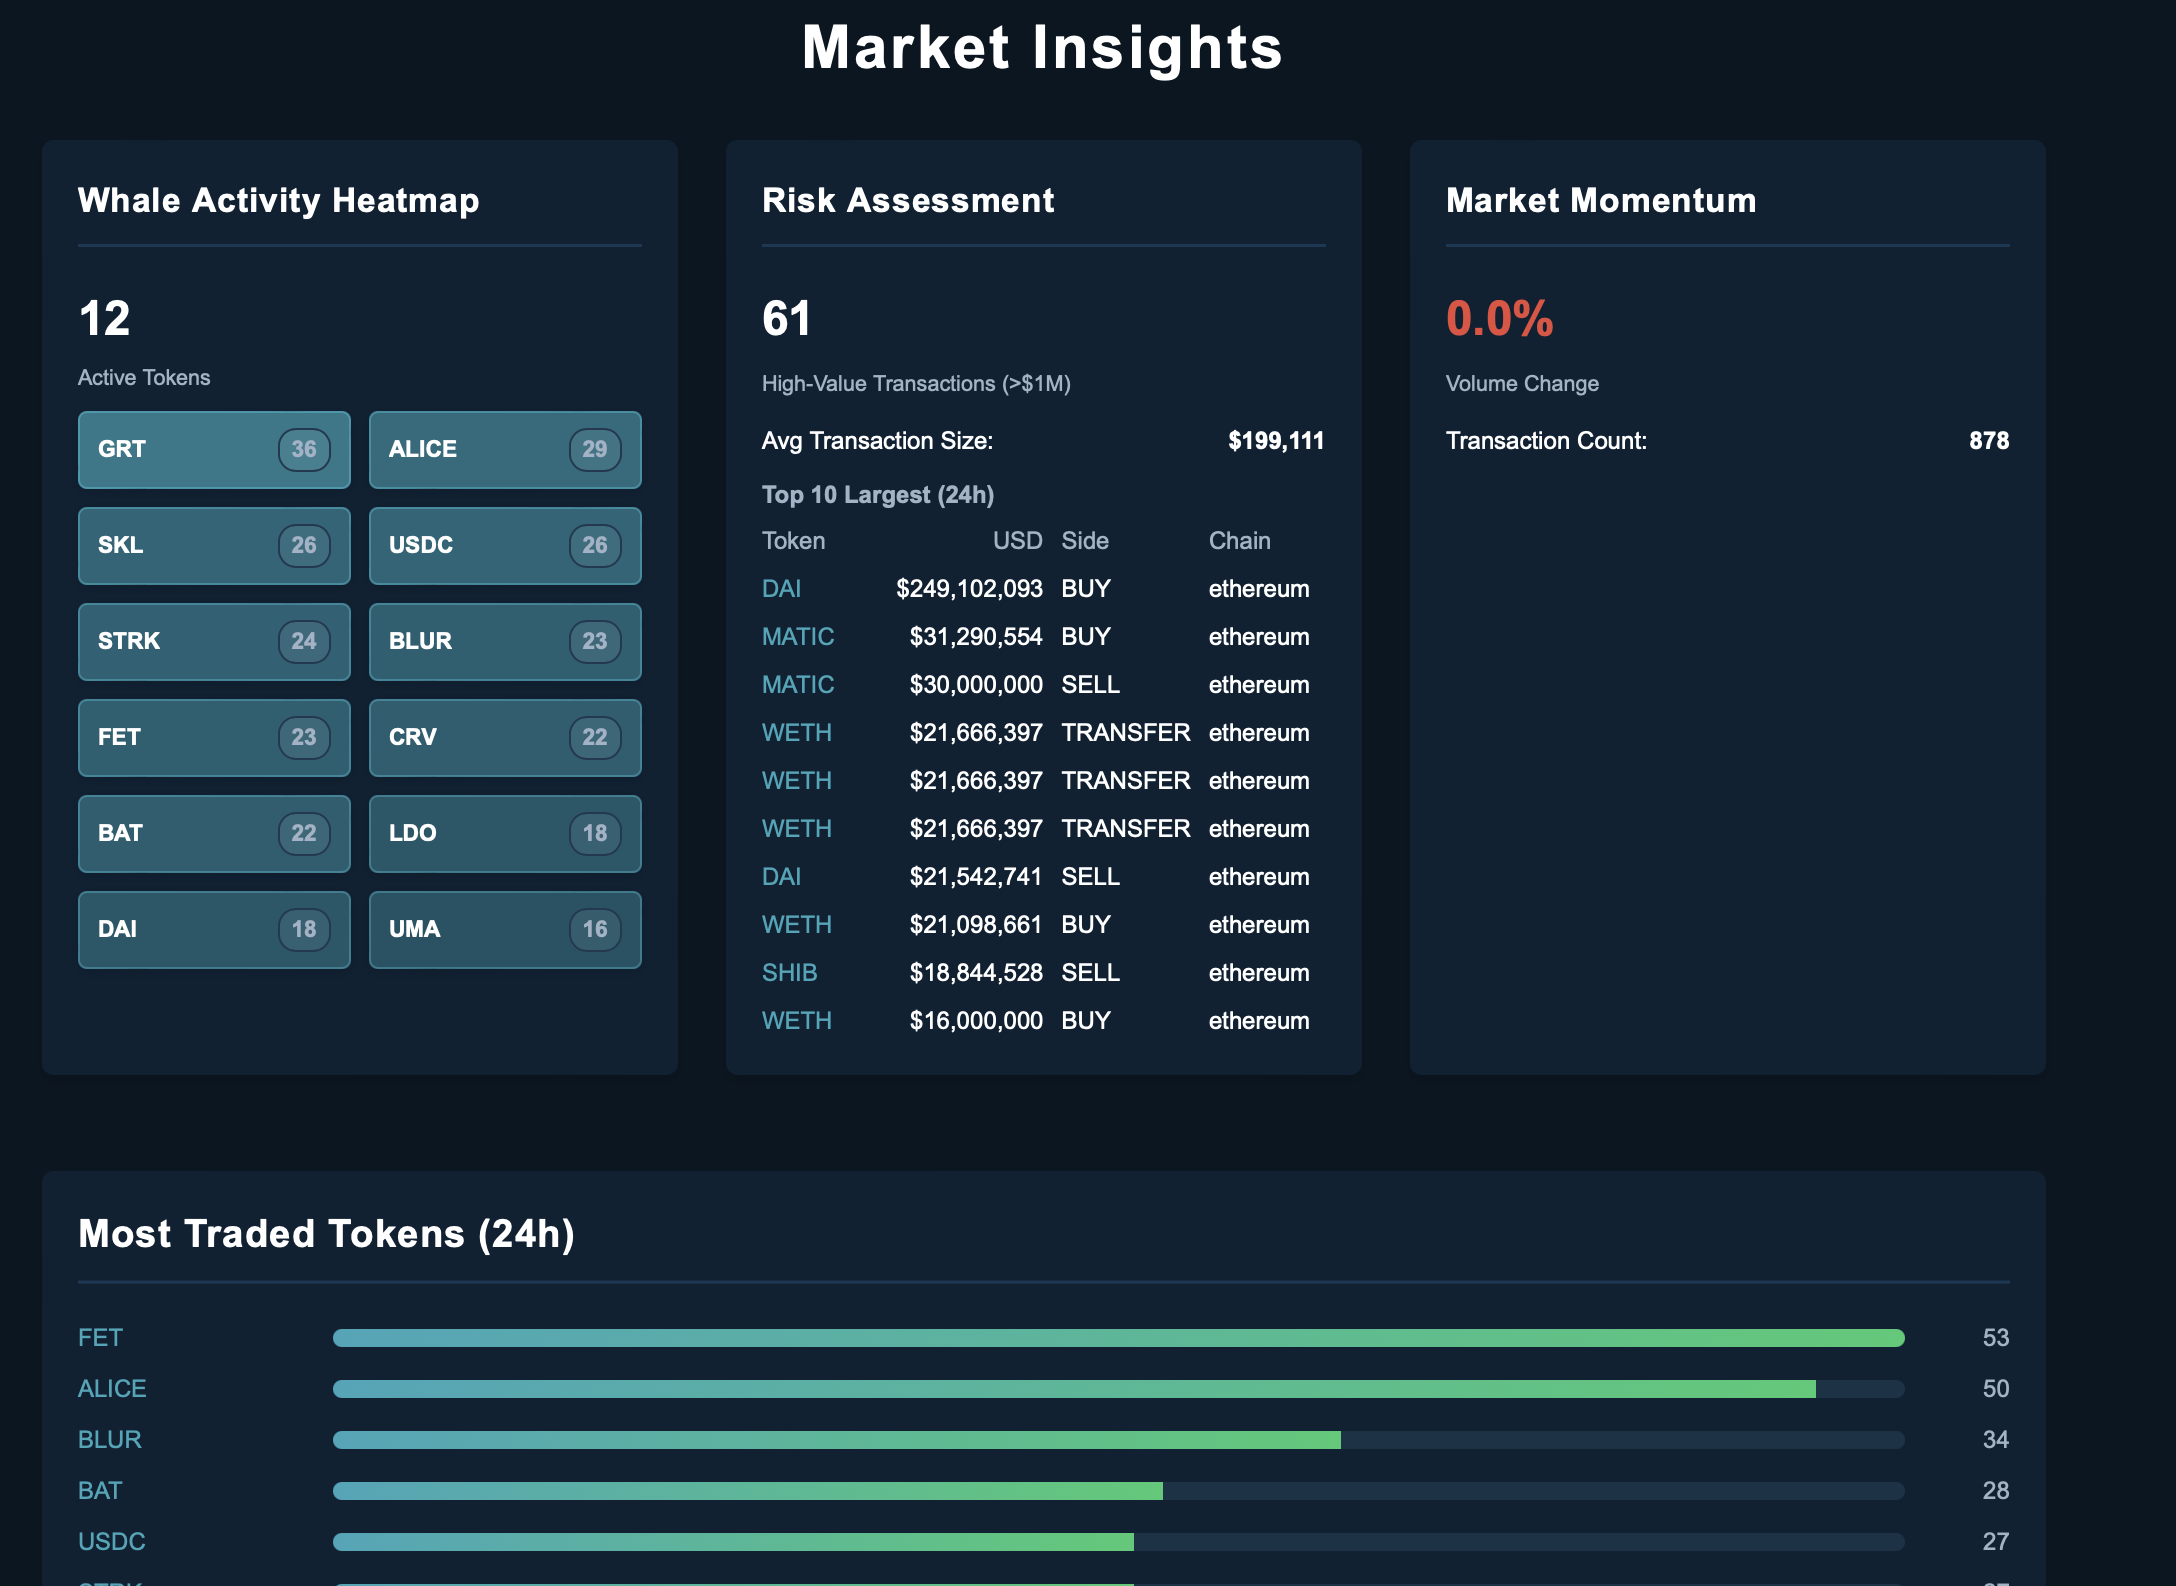 Market Insights
Whale Activity Heatmap
12
Active Tokens
GRT 36 ALICE 29
SKL 26 USDC 26
STRK 24 BLUR 23
FET 23 CRV 22
BAT 22 LDO 18
DAI 18 UMA 16
Risk Assessment
61
High-Value Transactions (>$1M)
Avg Transaction Size: $199,111
Top 10 Largest (24h)
Token USD Side Chain
DAI $249,102,093 BUY ethereum
MATIC $31,290,554 BUY ethereum
MATIC $30,000,000 SELL ethereum
WETH $21,666,397 TRANSFER ethereum
WETH $21,666,397 TRANSFER ethereum
WETH $21,666,397 TRANSFER ethereum
DAI $21,542,741 SELL ethereum
WETH $21,098,661 BUY ethereum
SHIB $18,844,528 SELL ethereum
WETH $16,000,000 BUY ethereum
Market Momentum
0.0%
Volume Change
Transaction Count: 878
Most Traded Tokens (24h)
FET 53
ALICE 50
BLUR 34
BAT 28
USDC 27